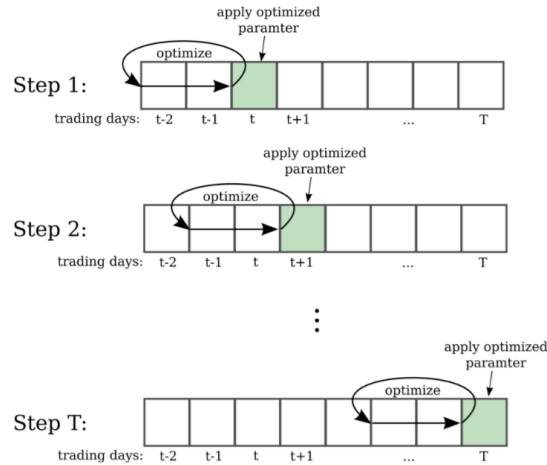 apply optimized
paramter
optimize
Step 1:
trading days: t-2 t-1 t t+1 ... T
apply optimized
paramter
optimize
Step 2:
trading days: t-2 t-1 t t+1 ... T
apply optimized
paramter
optimize
Step T:
trading days: t-2 t-1 t t+1 ... T